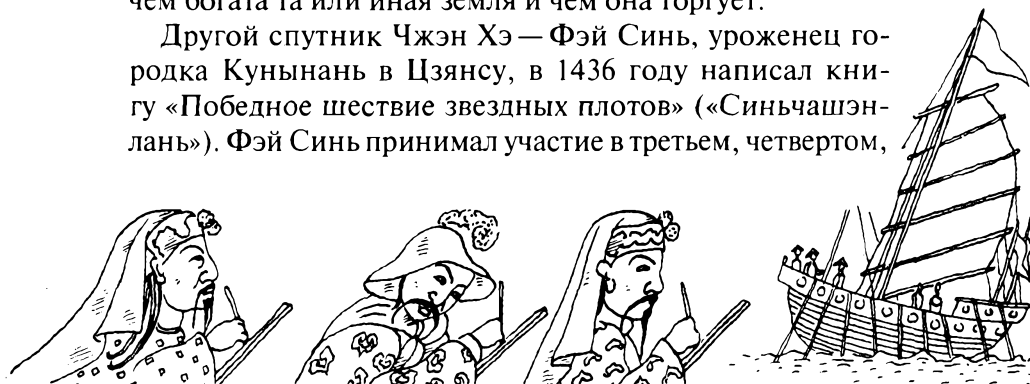 чем богата та или иная земля и чем она торгует.
Другой спутник Чжэн Хэ — Фэй Синь, уроженец го-
родка Кунынань в Цзянсу, в 1436 году написал кни-
гу «Победное шествие звездных плотов» («Синьчашэн-
лань»). Фэй Синь принимал участие в третьем, четвертом,